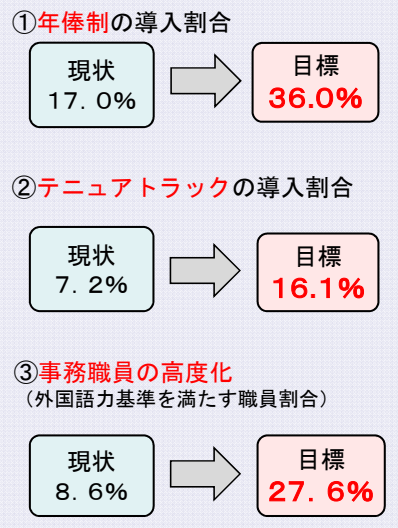 ①年俸制の導入割合
現状
17.0%
目標
36.0%
②テニュアトラックの導入割合
現状
7.2%
目標
16.1%
③事務職員の高度化
（外国語力基準を満たす職員割合）
現状
8.6%
目標
27.6%